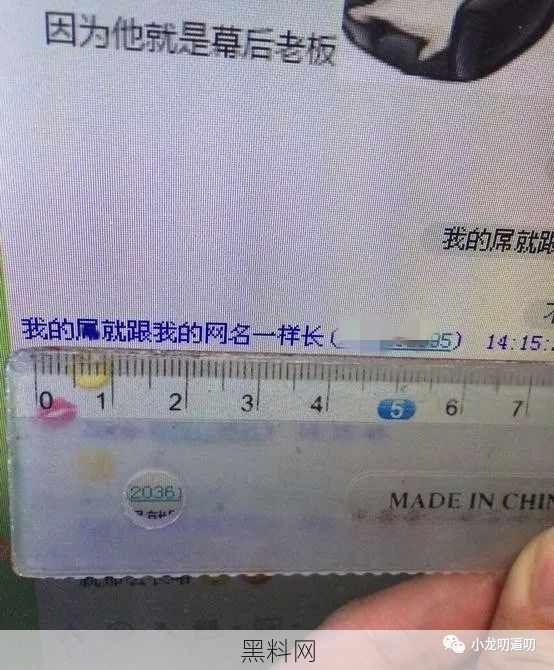 因为他就是幕后老板
我的屌就跟
我的屌就跟我的网名一样长(95) 14:15:
0 1 2 3 4 5 6 7
2036
MADE IN CHIN
黑料网
小龙叨逼叨